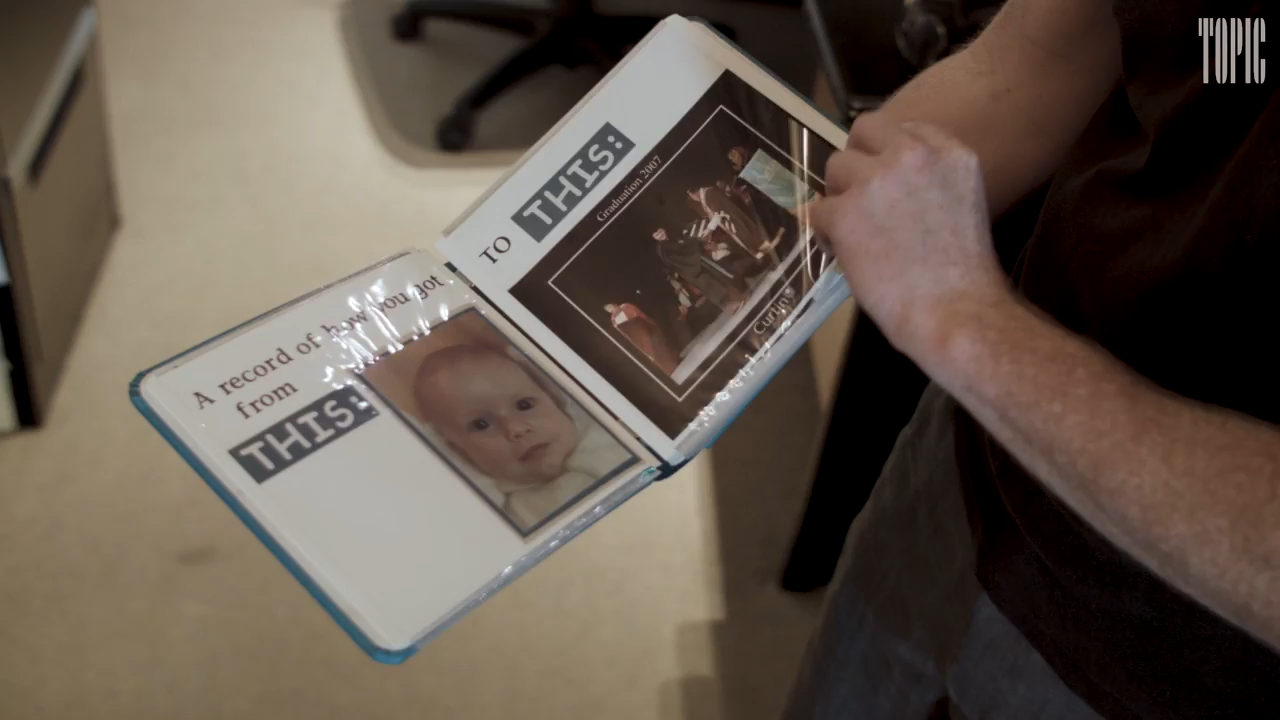 A record of how you got
from
THIS:
TO THIS:
Graduation 2007
TOPIC